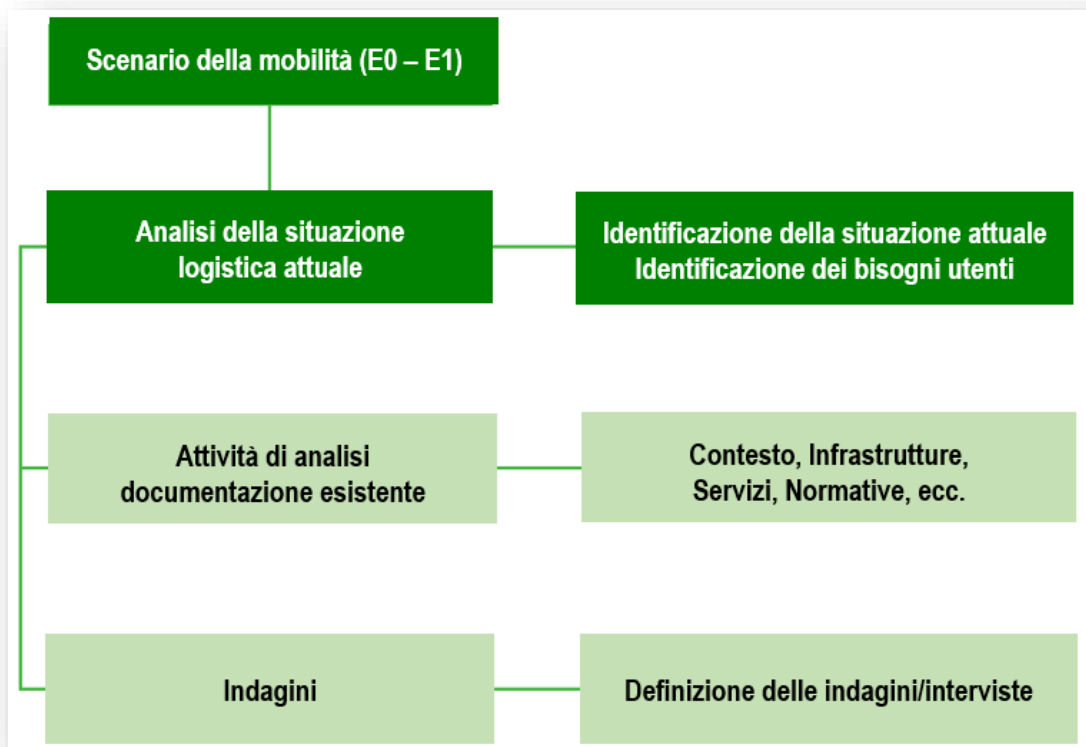 Scenario della mobilità (E0 – E1)
Analisi della situazione
logistica attuale
Identificazione della situazione attuale
Identificazione dei bisogni utenti
Attività di analisi
documentazione esistente
Contesto, Infrastrutture,
Servizi, Normative, ecc.
Indagini
Definizione delle indagini/interviste